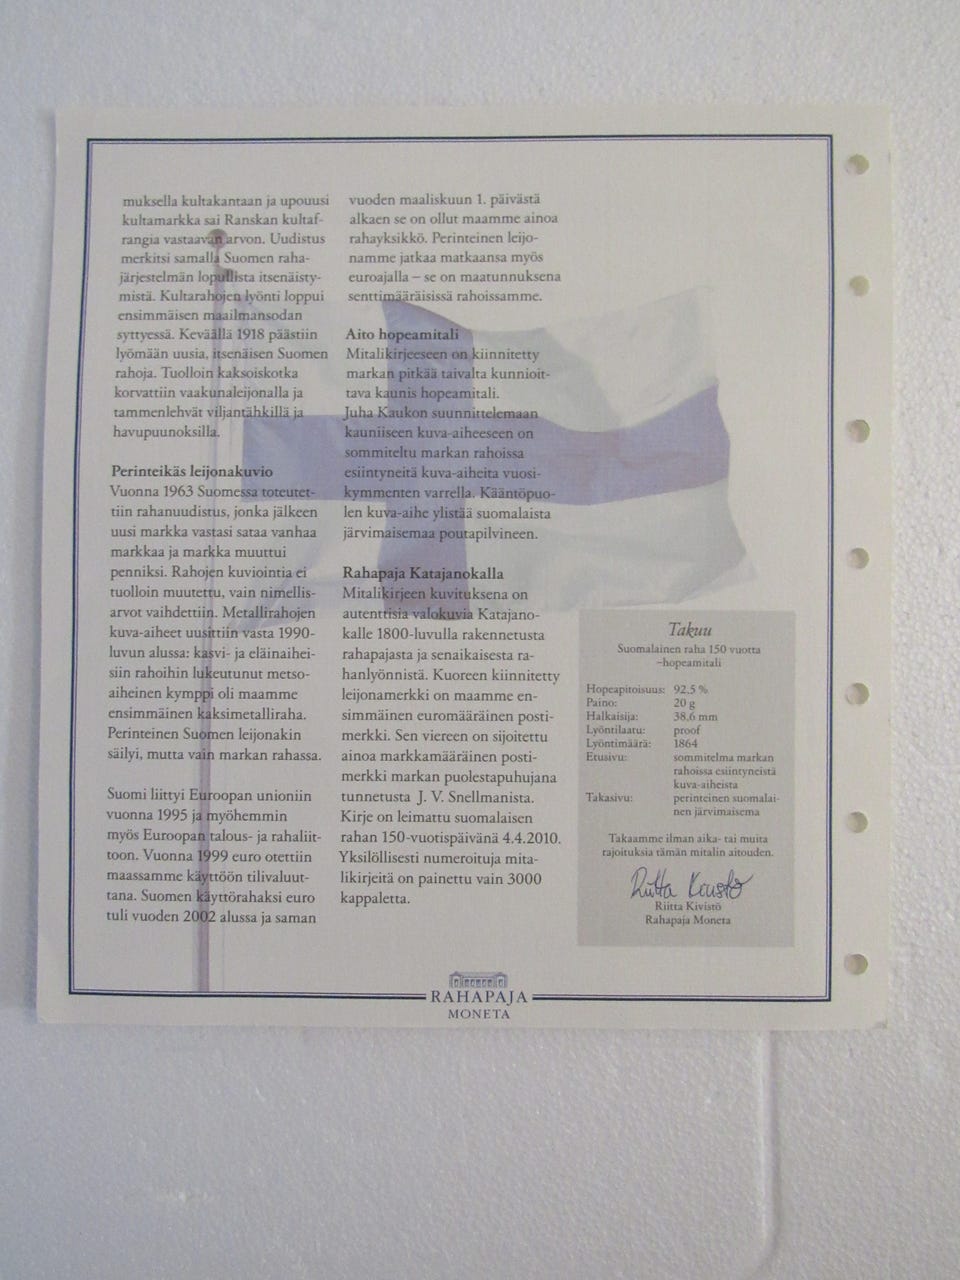 muksella kultakantaan ja upouusi
kultamarkka sai Ranskan kultaf-
rangia vastaavan arvon. Uudistus
merkitsi samalla Suomen raha-
järjestelmän lopullista itsenäisty-
mistä. Kultarahojen lyönti loppui
ensimmäisen maailmansodan
syttyessä. Keväällä 1918 päästiin
lyömään uusia, itsenäisen Suomen
rahoja. Tuolloin kaksoiskotka
korvattiin vaakunaleijonalla ja
tammenlehvät viljantähkillä ja
havupuunoksilla.
Perinteikäs leijonakuvio
Vuonna 1963 Suomessa toteutet-
tiin rahanuudistus, jonka jälkeen
uusi markka vastasi sataa vanhaa
markkaa ja markka muuttui
penniksi. Rahojen kuviointia ei
tuolloin muutettu, vain nimellis-
arvot vaihdettiin. Metallirahojen
kuva-aiheet uusittiin vasta 1990-
luvun alussa: kasvi- ja eläinaihei-
siin rahoihin lukeutunut metso-
aiheinen kymppi oli maamme
ensimmäinen kaksimetalliraha.
Perinteinen Suomen leijonakin
säilyi, mutta vain markan rahassa.
Suomi liittyi Euroopan unioniin
vuonna 1995 ja myöhemmin
myös Euroopan talous- ja rahaliit-
toon. Vuonna 1999 euro otettiin
maassamme käyttöön tilivaluut-
tana. Suomen käyttörahaksi euro
tuli vuoden 2002 alussa ja saman
vuoden maaliskuun 1. päivästä
alkaen se on ollut maamme ainoa
rahayksikkö. Perinteinen leijo-
namme jatkaa matkaansa myös
euroajalla – se on maatunnuksena
senttimääräisissä rahoissamme.
Aito hopeamitali
Mitalikirjeeseen on kiinnitetty
markan pitkää taivalta kunnioit-
tava kaunis hopeamitali.
Juha Kaukon suunnittelemaan
kauniiseen kuva-aiheeseen on
sommiteltu markan rahoissa
esiintyneitä kuva-aiheita vuosi-
kymmenten varrella. Kääntöpuo-
len kuva-aihe ylistää suomalaista
järvimaisemaa poutapilvineen.
Rahapaja Katajanokalla
Mitalikirjeen kuvituksena on
autenttisia valokuvia Katajano-
kalle 1800-luvulla rakennetusta
rahapajasta ja senaikaisesta ra-
hanlyönnistä. Kuoreen kiinnitetty
leijonamerkki on maamme en-
simmäinen euromääräinen posti-
merkki. Sen viereen on sijoitettu
ainoa markkamääräinen posti-
merkki markan puolestapuhujana
tunnetusta J. V. Snellmanista.
Kirje on leimattu suomalaisen
rahan 150-vuotispäivänä 4.4.2010.
Yksilöllisesti numeroituja mita-
likirjeitä on painettu vain 3000
kappaletta.
Takuu
Suomalainen raha 150 vuotta
–hopeamitali
Hopeapitoisuus: 92,5 %
Paino: 20 g
Halkaisija: 38,6 mm
Lyöntilaatu: proof
Lyöntimäärä: 1864
Etusivu: sommitelma markan
rahoissa esiintyneistä
kuva-aiheista
Takasivu: perinteinen suomalai-
nen järvimaisema
Takaamme ilman aika- tai muita
rajoituksia tämän mitalin aitouden.
Riitta Kivistö
Riitta Kivistö
Rahapaja Moneta
RAHAPAJA
MONETA